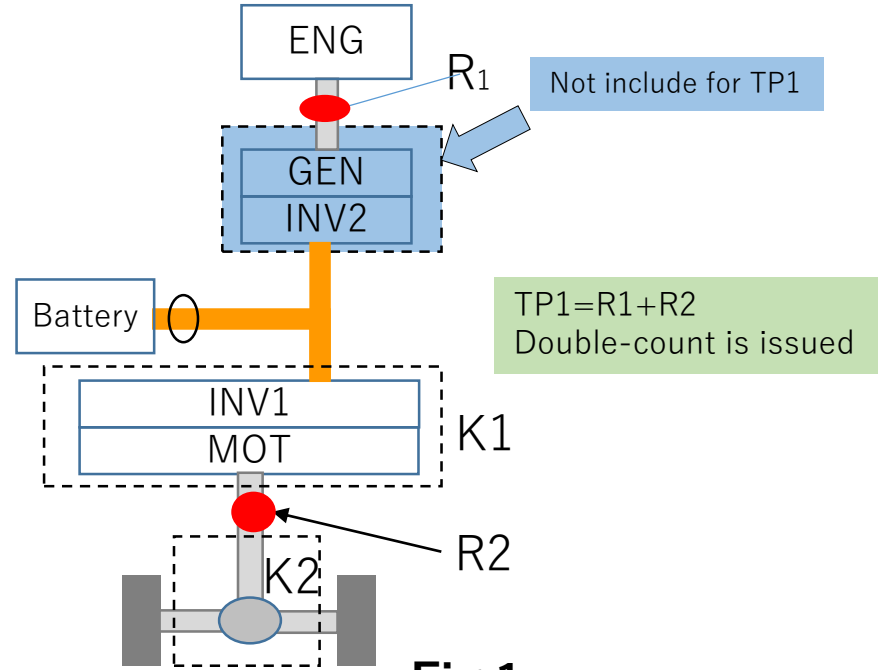 ENG
R1
Not include for TP1
GEN
INV2
Battery
TP1=R1+R2
Double-count is issued
INV1
K1
MOT
R2
K2